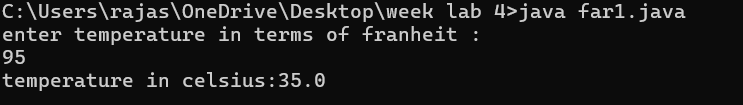 C:\Users\rajas\OneDrive\Desktop\week lab 4>java far1.java
enter temperature in terms of franheit :
95
temperature in celsius:35.0